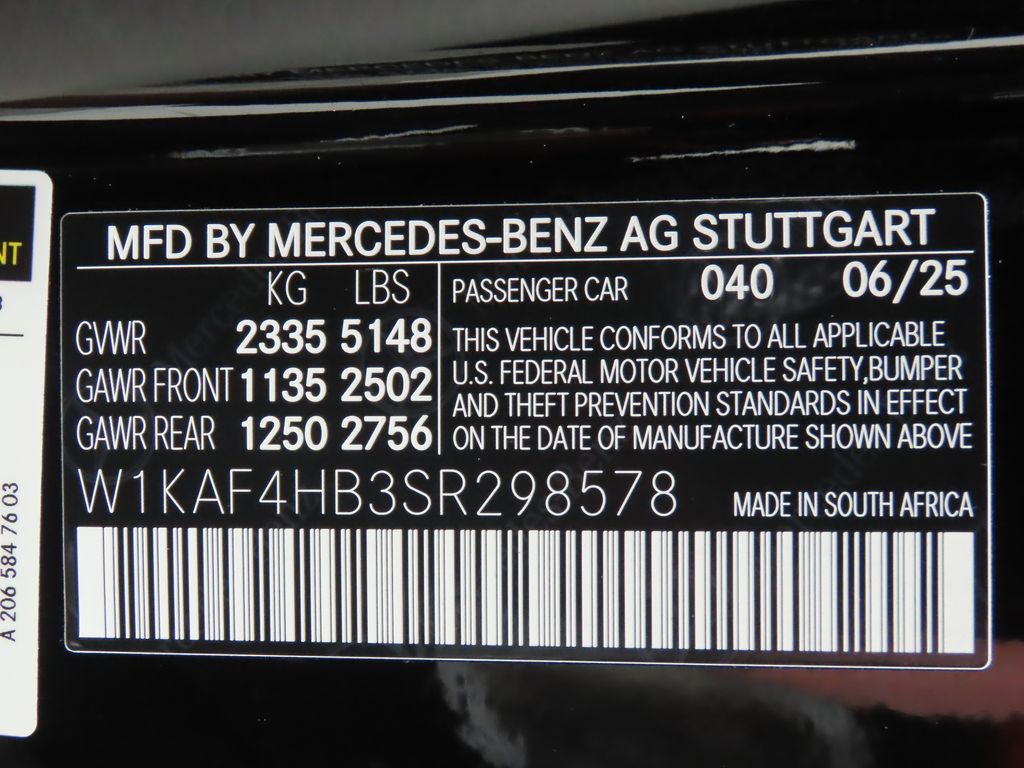 MFD BY MERCEDES-BENZ AG STUTTGART
KG LBS
GVWR 2335 5148
GAWR FRONT 1135 2502
GAWR REAR 1250 2756
PASSENGER CAR 040 06/25
THIS VEHICLE CONFORMS TO ALL APPLICABLE
U.S. FEDERAL MOTOR VEHICLE SAFETY,BUMPER
AND THEFT PREVENTION STANDARDS IN EFFECT
ON THE DATE OF MANUFACTURE SHOWN ABOVE
W1KAF4HB3SR298578
MADE IN SOUTH AFRICA
NT
A 206 584 76 03